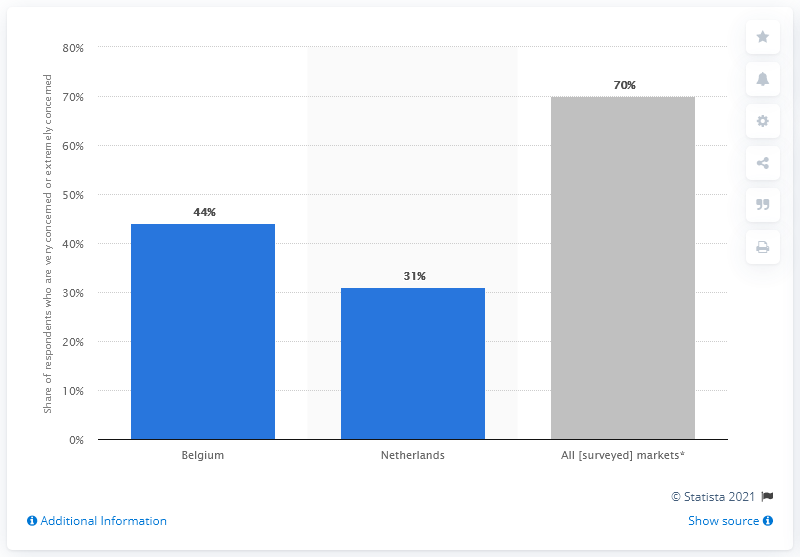 Share of respondents who are very concerned or extremely concerned
80%
70%
60%
50%
40%
30%
20%
10%
0%
44%
31%
70%
Belgium
Netherlands
All [surveyed] markets*
© Statista 2021
Additional Information
Show source